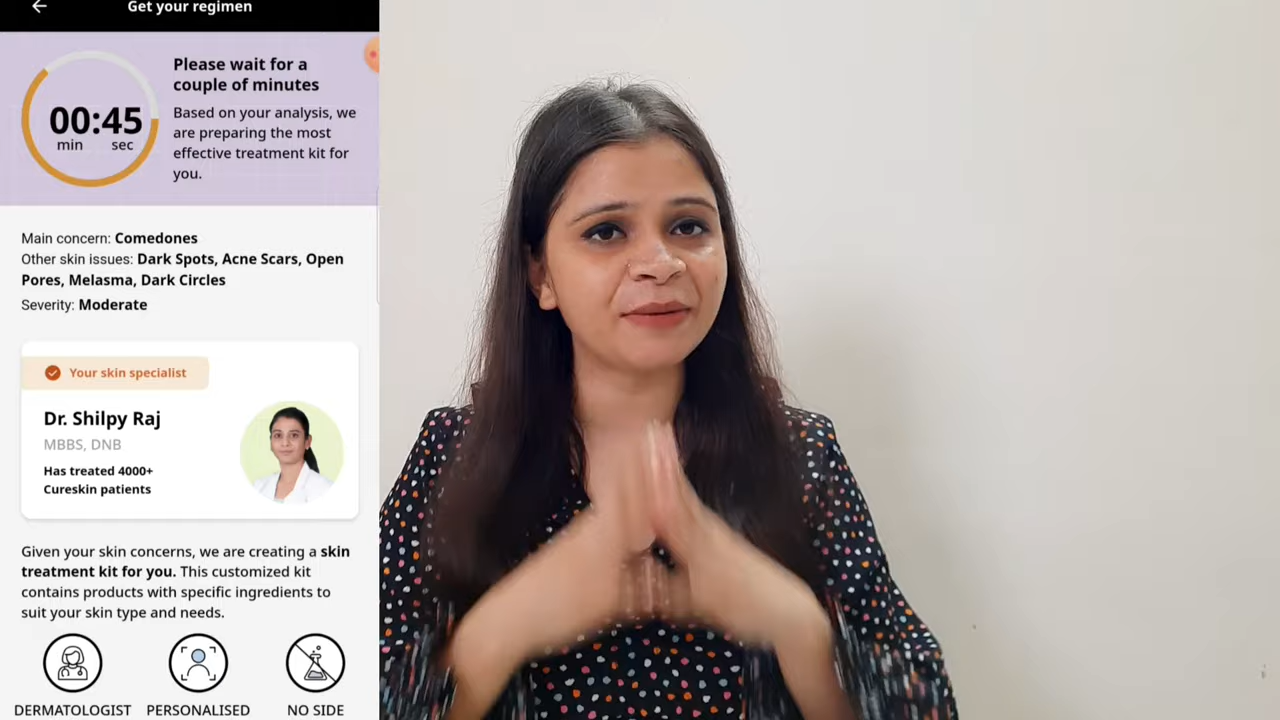 Get your regimen
00:45
min sec
Please wait for a
couple of minutes
Based on your analysis, we
are preparing the most
effective treatment kit for
you.
Main concern: Comedones
Other skin issues: Dark Spots, Acne Scars, Open
Pores, Melasma, Dark Circles
Severity: Moderate
Your skin specialist
Dr. Shilpy Raj
MBBS, DNB
Has treated 4000+
Cureskin patients
Given your skin concerns, we are creating a skin
treatment kit for you. This customized kit
contains products with specific ingredients to
suit your skin type and needs.
DERMATOLOGIST PERSONALISED NO SIDE